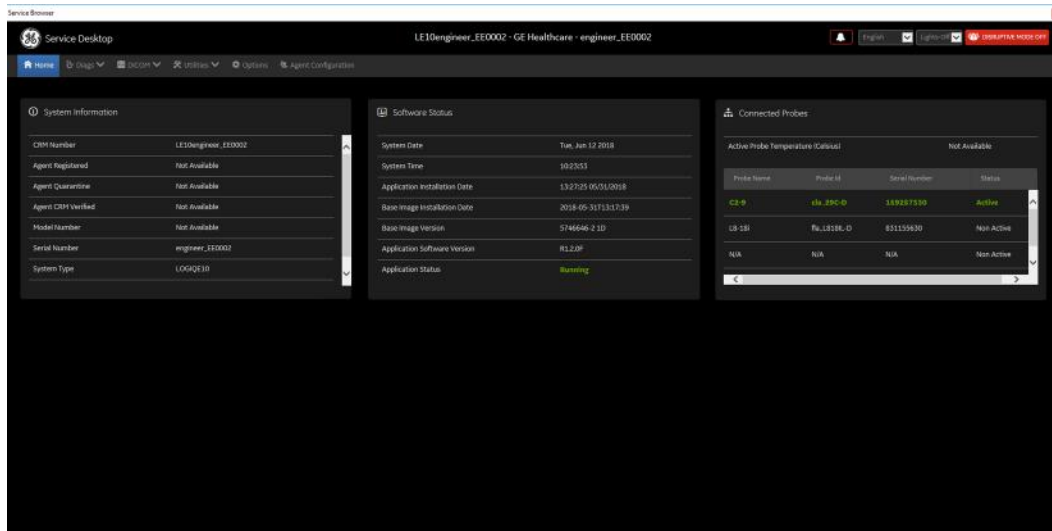 Service Browser
Service Desktop
LE10engineer_EE0002 - GE Healthcare - engineer_EE0002
English
Lights-Off
DISRUPTIVE MODE OFF
Home
Diags
DICOM
Utilities
Options
Agent Configuration
System Information
CRM Number LE10engineer_EE0002
Agent Registered Not Available
Agent Quarantine Not Available
Agent CRM Verified Not Available
Model Number Not Available
Serial Number engineer_EE0002
System Type LOGIQE10
Software Status
System Date Tue, Jun 12 2018
System Time 10:23:53
Application Installation Date 13:27:25 05/31/2018
Base Image Installation Date 2018-05-31T13:17:39
Base Image Version 5746646-2 1D
Application Software Version R1.2.0F
Application Status Running
Connected Probes
Active Probe Temperature (Celsius) Not Available
Probe Name Probe Id Serial Number Status
C2-9 Active
L8-18i 831155630 Non Active
N/A N/A N/A Non Active